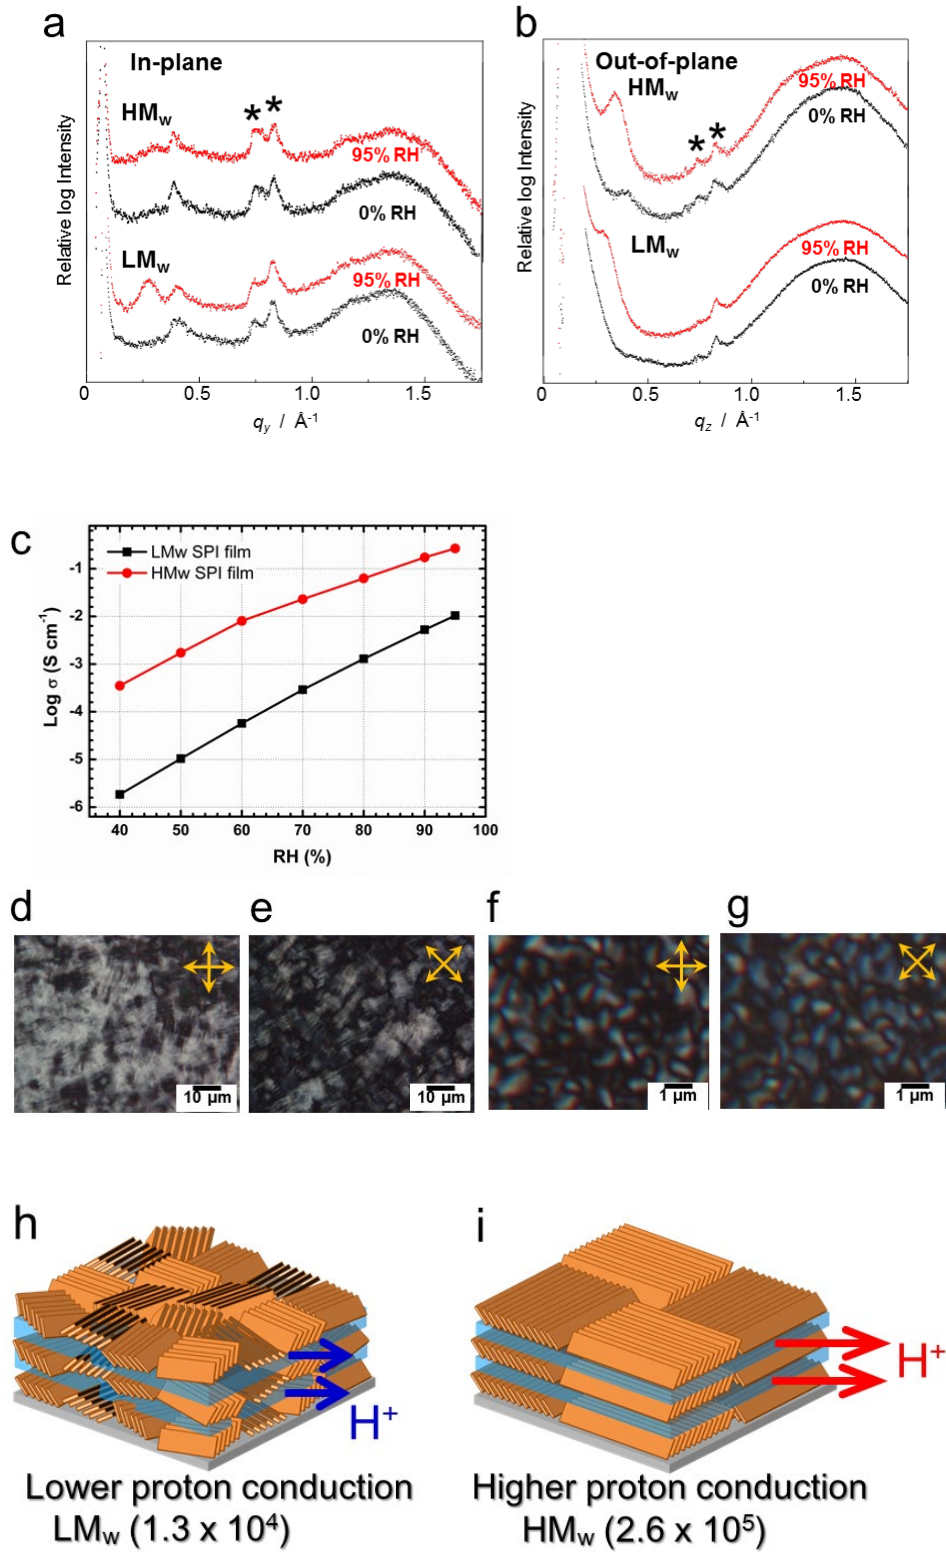 a
In-plane
HMw
* *
95% RH
0% RH
LMw
95% RH
0% RH
Relative log Intensity
0 0.5 1.0 1.5
qy / Å-1
b
Out-of-plane
HMw
95% RH
0% RH
* *
LMw
95% RH
0% RH
Relative log Intensity
0 1.0 1.5
qz / Å-1
c
LMw SPI film
HMw SPI film
-1
-2
-3
-4
-5
-6
Log σ (S cm-1)
40 50 60 70 80 90 100
RH (%)
d
10 μm
e
10 μm
f
1 μm
g
1 μm
h
H+
Lower proton conduction
LMw (1.3 x 10⁴)
i
H+
Higher proton conduction
HMw (2.6 x 10⁵)